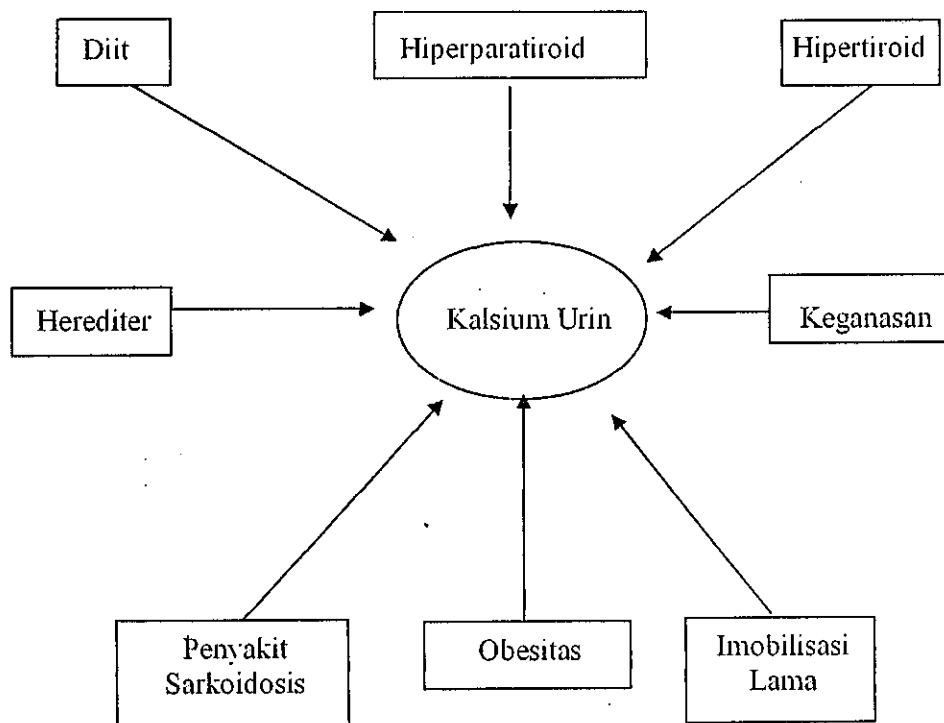 Diit
Hiperparatiroid
Hipertiroid
Herediter
Kalsium Urin
Keganasan
Penyakit
Sarkoidosis
Obesitas
Imobilisasi
Lama